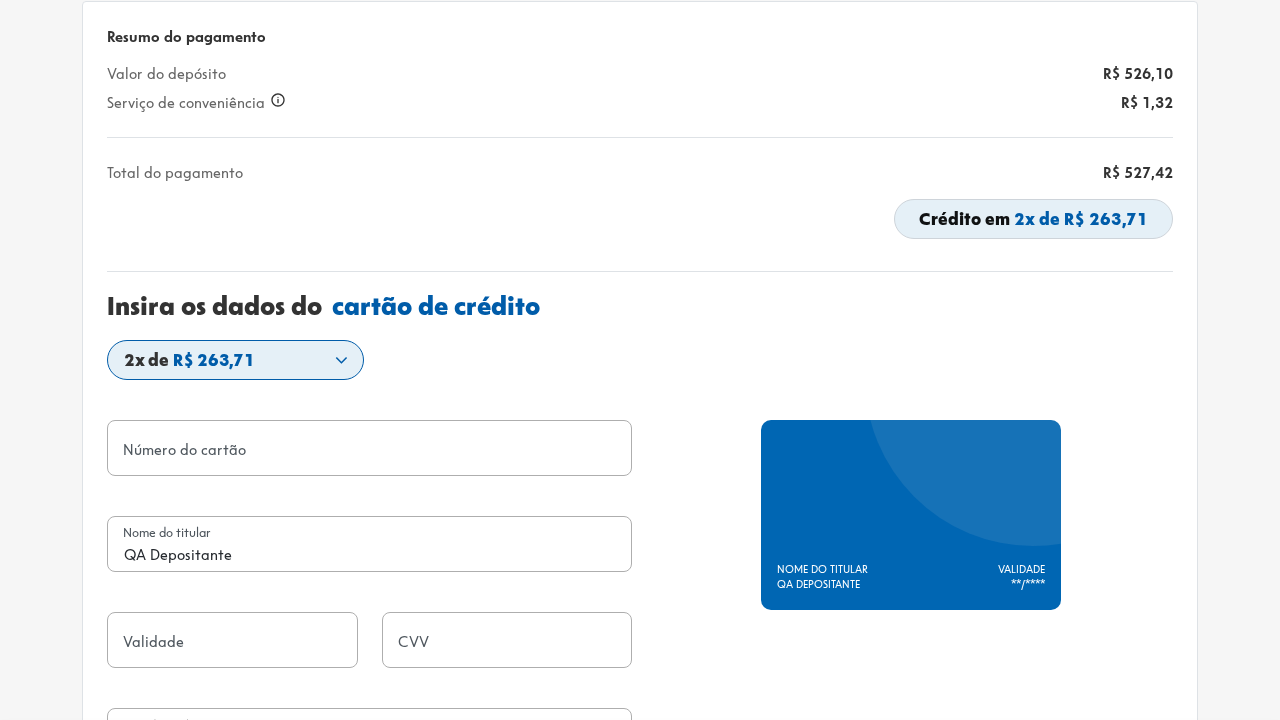 Resumo do pagamento
Valor do depósito R$ 526,10
Serviço de conveniência R$ 1,32
Total do pagamento R$ 527,42
Crédito em 2x de R$ 263,71
Insira os dados do cartão de crédito
2x de R$ 263,71
Número do cartão
Nome do titular
QA Depositante
NOME DO TITULAR VALIDADE
QA DEPOSITANTE **/****
Validade CVV